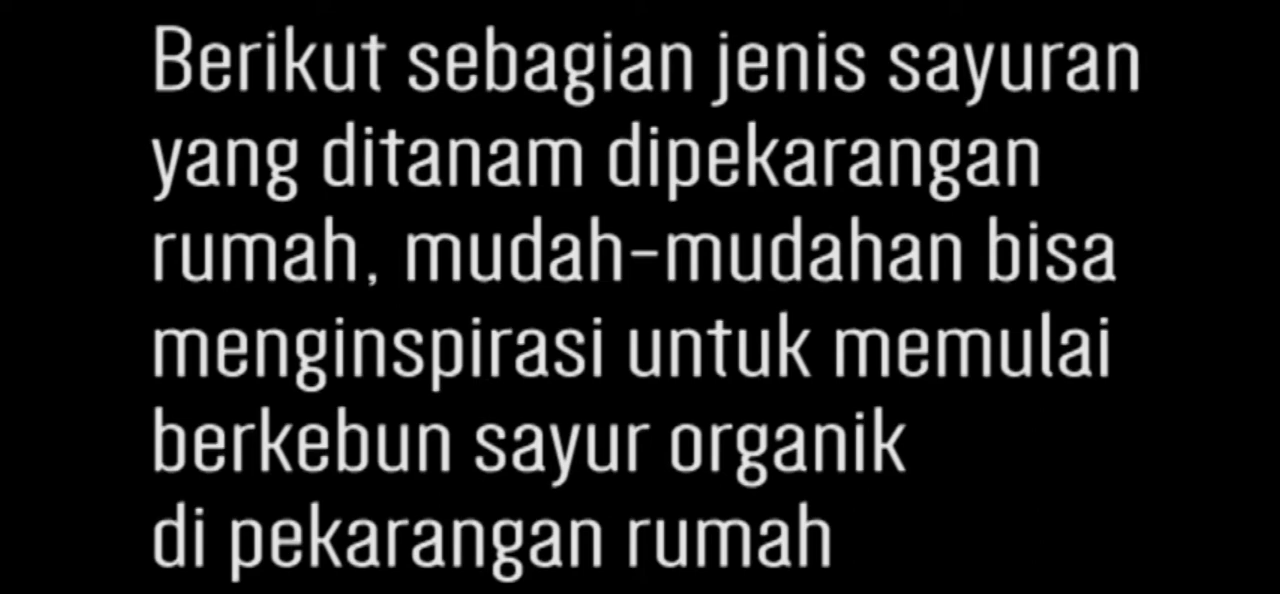 Berikut sebagian jenis sayuran
yang ditanam dipekarangan
rumah, mudah-mudahan bisa
menginspirasi untuk memulai
berkebun sayur organik
di pekarangan rumah